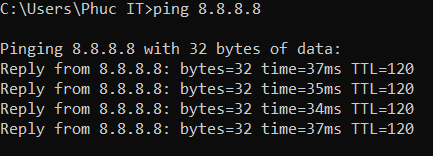 C:\Users\Phuc IT>ping 8.8.8.8
Pinging 8.8.8.8 with 32 bytes of data:
Reply from 8.8.8.8: bytes=32 time=37ms TTL=120
Reply from 8.8.8.8: bytes=32 time=35ms TTL=120
Reply from 8.8.8.8: bytes=32 time=34ms TTL=120
Reply from 8.8.8.8: bytes=32 time=37ms TTL=120